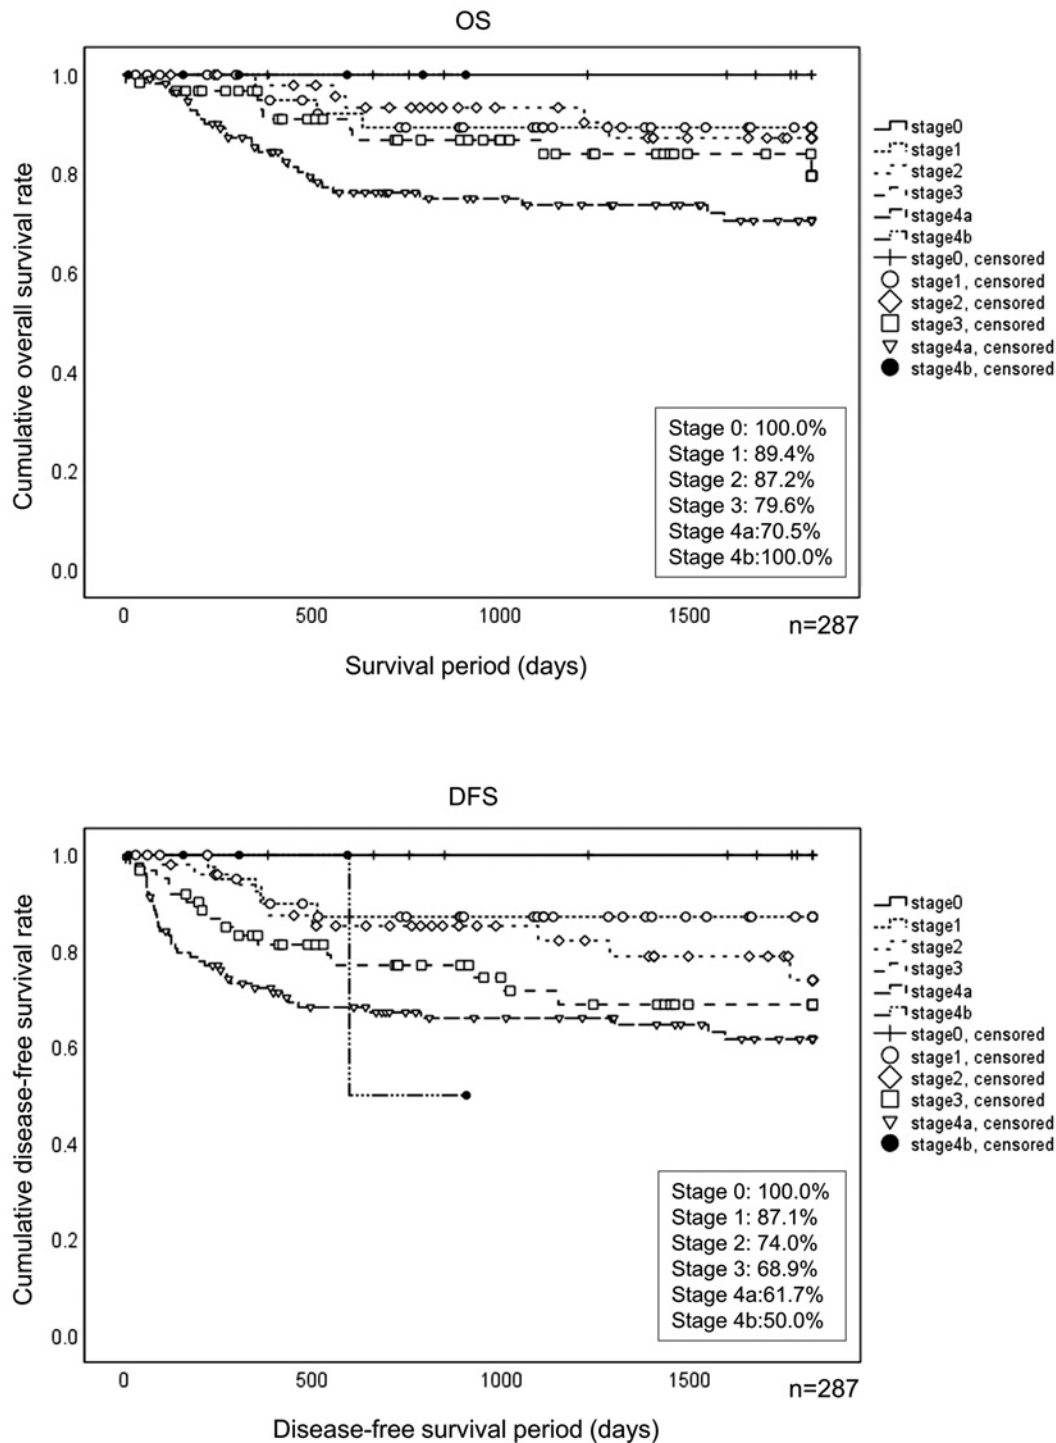 OS
Cumulative overall survival rate
1.0
0.8
0.6
0.4
0.2
0.0
0 500 1000 1500
n=287
Survival period (days)
stage0
stage1
stage2
stage3
stage4a
stage4b
stage0, censored
stage1, censored
stage2, censored
stage3, censored
stage4a, censored
stage4b, censored
Stage 0: 100.0%
Stage 1: 89.4%
Stage 2: 87.2%
Stage 3: 79.6%
Stage 4a:70.5%
Stage 4b:100.0%
DFS
Cumulative disease-free survival rate
1.0
0.8
0.6
0.4
0.2
0.0
0 500 1000 1500
n=287
Disease-free survival period (days)
stage0
stage1
stage2
stage3
stage4a
stage4b
stage0, censored
stage1, censored
stage2, censored
stage3, censored
stage4a, censored
stage4b, censored
Stage 0: 100.0%
Stage 1: 87.1%
Stage 2: 74.0%
Stage 3: 68.9%
Stage 4a:61.7%
Stage 4b:50.0%